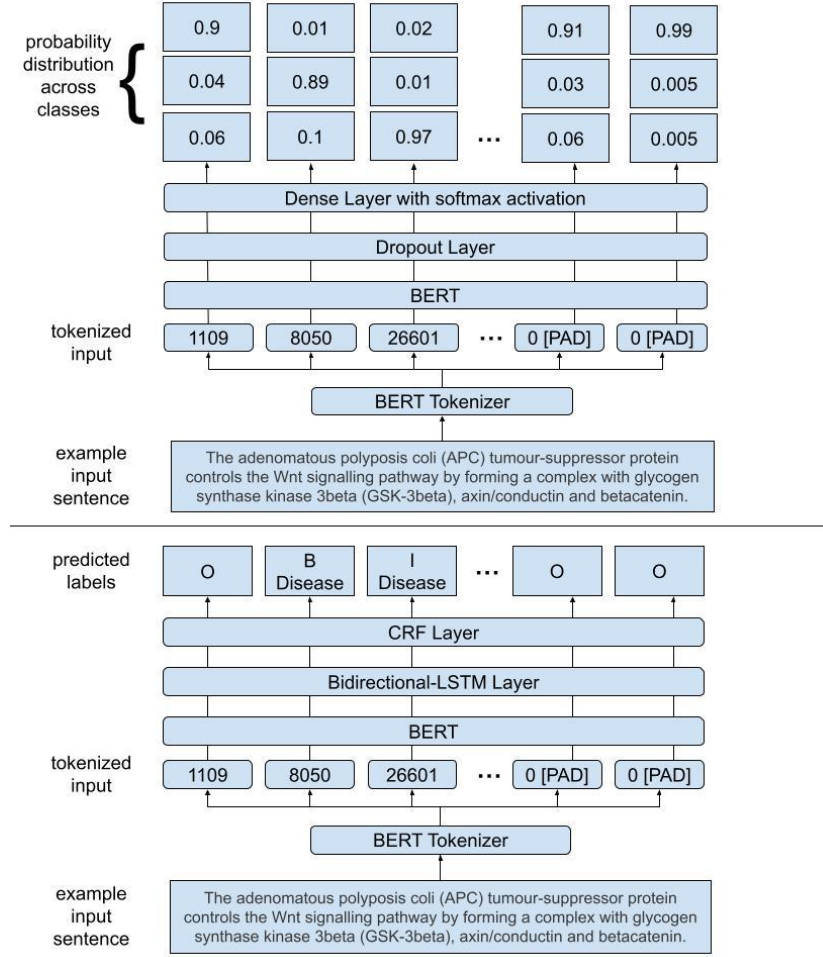 probability
distribution
across
classes
{
0.9 0.01 0.02 0.91 0.99
0.04 0.89 0.01 0.03 0.005
0.06 0.1 0.97 ... 0.06 0.005
Dense Layer with softmax activation
Dropout Layer
BERT
tokenized
input
1109 8050 26601 ... 0 [PAD] 0 [PAD]
BERT Tokenizer
example
input
sentence
The adenomatous polyposis coli (APC) tumour-suppressor protein
controls the Wnt signalling pathway by forming a complex with glycogen
synthase kinase 3beta (GSK-3beta), axin/conductin and betacatenin.
predicted
labels
O B Disease I Disease ... O O
CRF Layer
Bidirectional-LSTM Layer
BERT
tokenized
input
1109 8050 26601 ... 0 [PAD] 0 [PAD]
BERT Tokenizer
example
input
sentence
The adenomatous polyposis coli (APC) tumour-suppressor protein
controls the Wnt signalling pathway by forming a complex with glycogen
synthase kinase 3beta (GSK-3beta), axin/conductin and betacatenin.